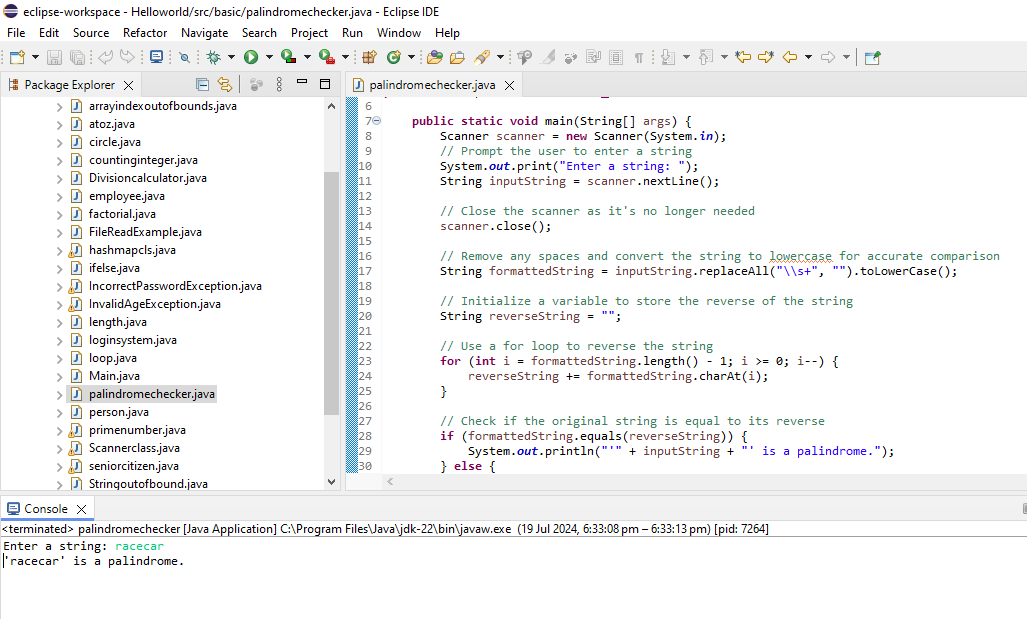 eclipse-workspace - Helloworld/src/basic/palindromechecker.java - Eclipse IDE
File Edit Source Refactor Navigate Search Project Run Window Help
Package Explorer
arrayindexoutofbounds.java
atoz.java
circle.java
countinginteger.java
Divisioncalculator.java
employee.java
factorial.java
FileReadExample.java
hashmapcls.java
ifelse.java
IncorrectPasswordException.java
InvalidAgeException.java
length.java
loginsystem.java
loop.java
Main.java
palindromechecker.java
person.java
primenumber.java
Scannerclass.java
seniorcitizen.java
Stringoutofbound.java
palindromechecker.java
6
7 public static void main(String[] args) {
8 Scanner scanner = new Scanner(System.in);
9 // Prompt the user to enter a string
10 System.out.print("Enter a string: ");
11 String inputString = scanner.nextLine();
12
13 // Close the scanner as it's no longer needed
14 scanner.close();
15
16 // Remove any spaces and convert the string to lowercase for accurate comparison
17 String formattedString = inputString.replaceAll("\\s+", "").toLowerCase();
18
19 // Initialize a variable to store the reverse of the string
20 String reverseString = "";
21
22 // Use a for loop to reverse the string
23 for (int i = formattedString.length() - 1; i >= 0; i--) {
24 reverseString += formattedString.charAt(i);
25 }
26
27 // Check if the original string is equal to its reverse
28 if (formattedString.equals(reverseString)) {
29 System.out.println("'" + inputString + "' is a palindrome.");
30 } else {
Console
<terminated> palindromechecker [Java Application] C:\Program Files\Java\jdk-22\bin\javaw.exe (19 Jul 2024, 6:33:08 pm – 6:33:13 pm) [pid: 7264]
Enter a string: racecar
'racecar' is a palindrome.